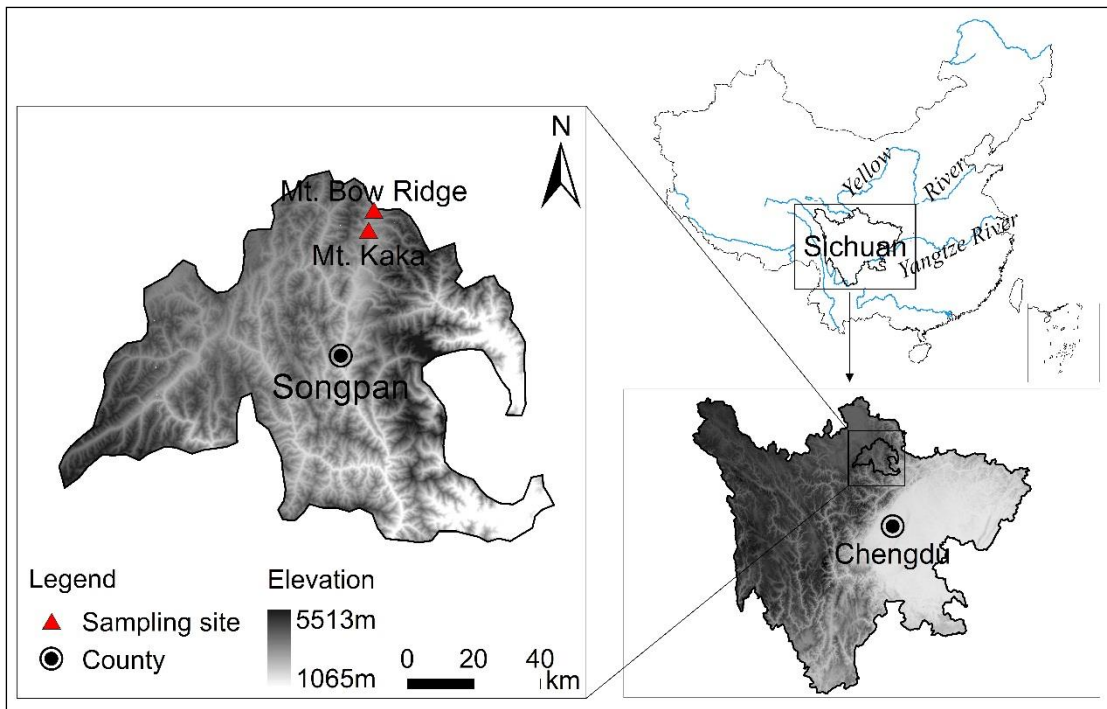 N
Mt. Bow Ridge
Mt. Kaka
Songpan
Legend
Sampling site
County
Elevation
5513m
1065m
0 20 40
km
Yellow River
Sichuan
Yangtze River
Chengdu